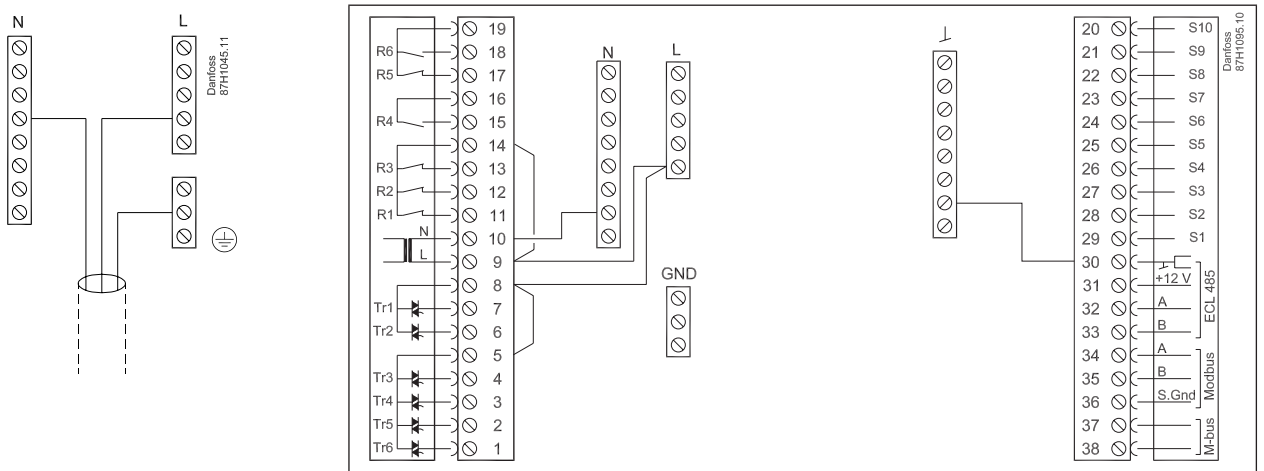 N
L
Danfoss
87H1045.11
R6
R5
R4
R3
R2
R1
N
L
Tr1
Tr2
Tr3
Tr4
Tr5
Tr6
19
18
17
16
15
14
13
12
11
10
9
8
7
6
5
4
3
2
1
N
L
GND
20
21
22
23
24
25
26
27
28
29
30
31
32
33
34
35
36
37
38
S10
S9
S8
S7
S6
S5
S4
S3
S2
S1
+12 V
A
B
A
B
S.Gnd
ECL 485
Modbus
M-bus
Danfoss
87H1095.10